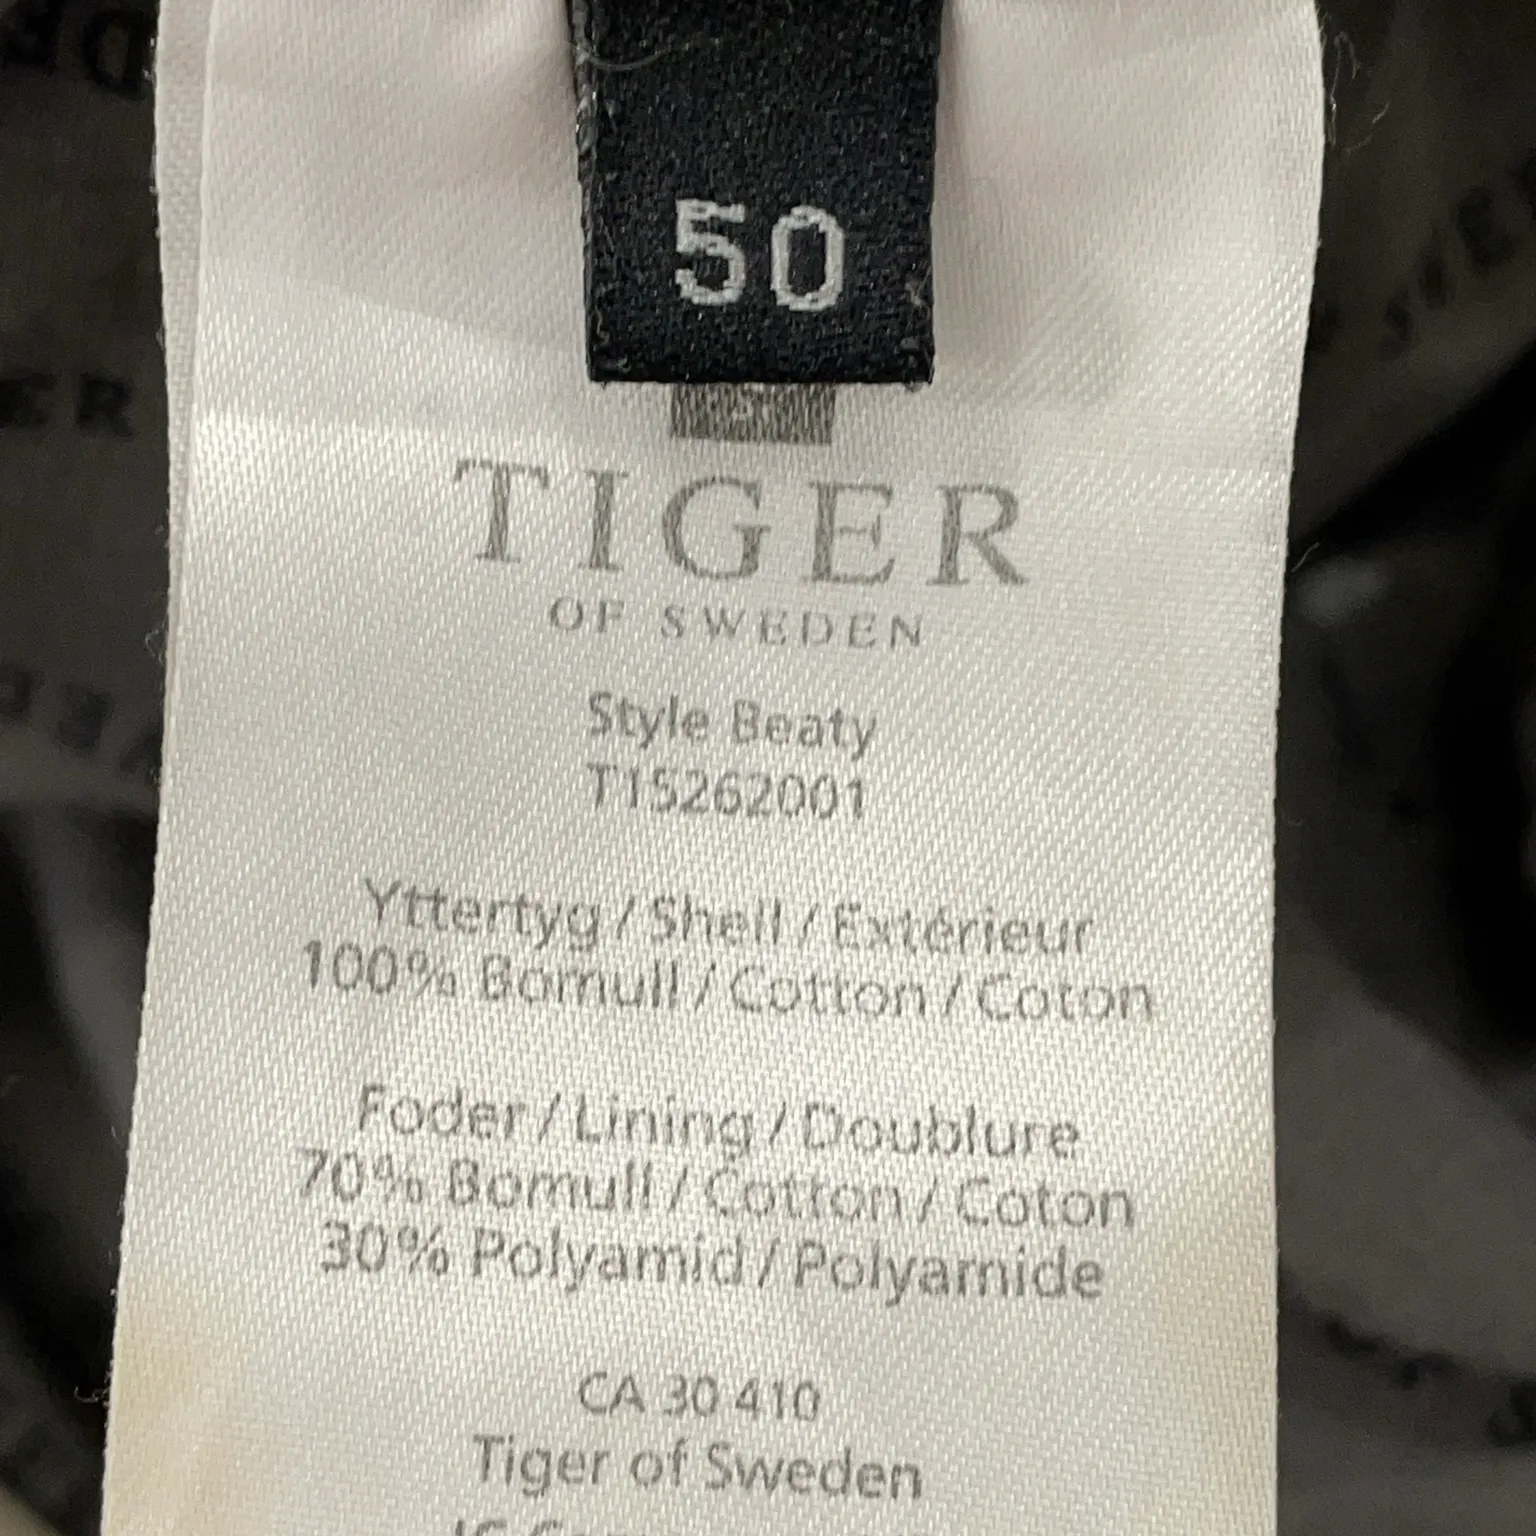 50
TIGER
OF SWEDEN
Style Beaty
T15262001
Yttertyg / Shell / Extérieur
100% Bomull / Cotton / Coton
Foder / Lining / Doublure
70% Bomull / Cotton / Coton
30% Polyamid / Polyamide
CA 30 410
Tiger of Sweden